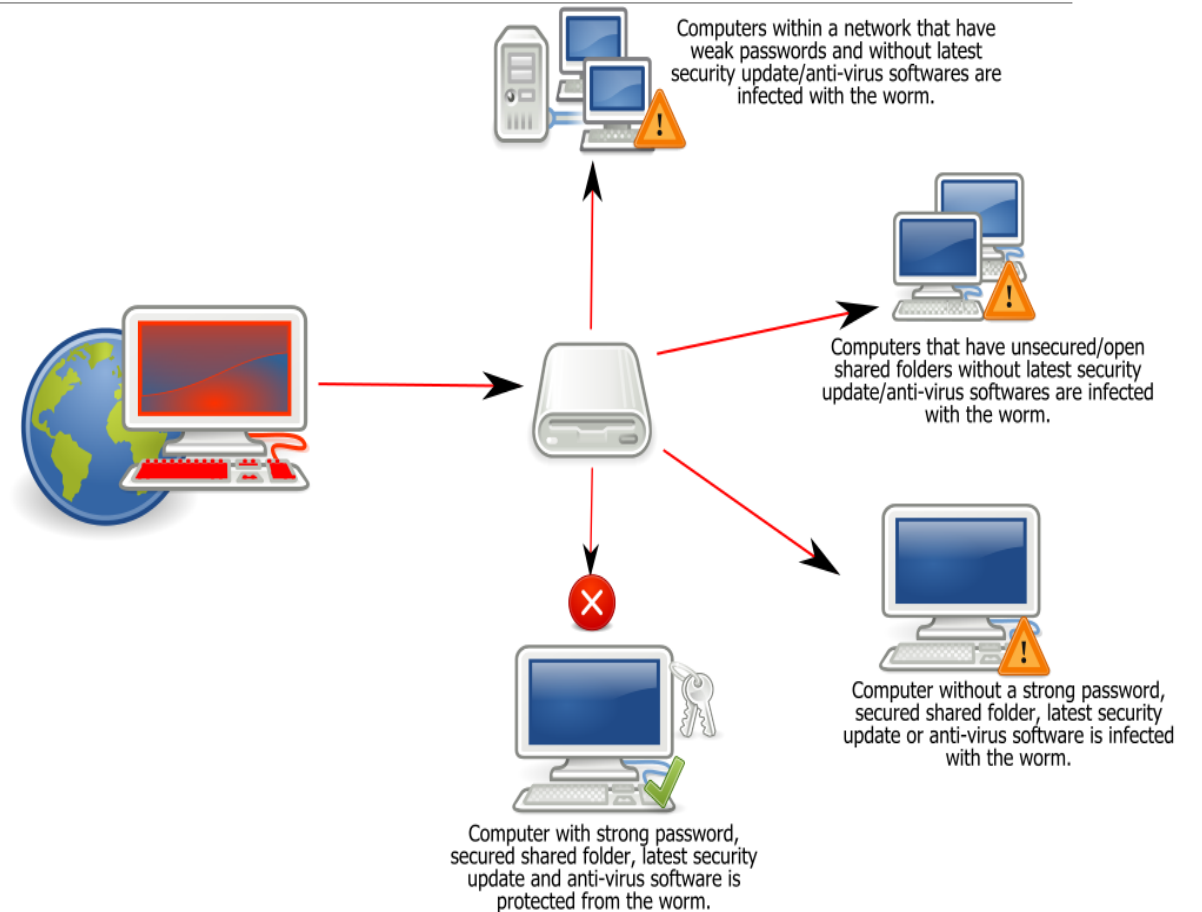 Computers within a network that have
weak passwords and without latest
security update/anti-virus softwares are
infected with the worm.
Computers that have unsecured/open
shared folders without latest security
update/anti-virus softwares are infected
with the worm.
Computer without a strong password,
secured shared folder, latest security
update or anti-virus software is infected
with the worm.
Computer with strong password,
secured shared folder, latest security
update and anti-virus software is
protected from the worm.